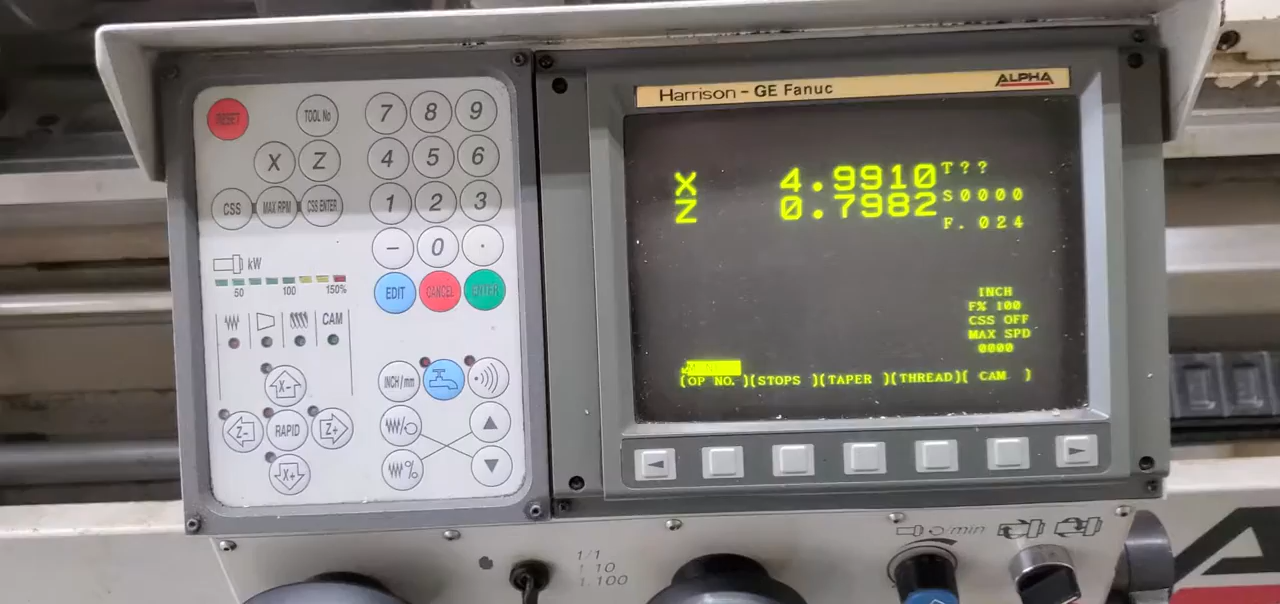 Harrison - GE Fanuc ALPHA
RESET TOOL No 7 8 9
X Z 4 5 6
CSS MAX RPM CSS ENTER 1 2 3
- 0 .
kW
50 100 150%
EDIT CANCEL ENTER
CAM
X-
Z- RAPID Z+
X+
INCH/mm
%
X 4.9910 T??
Z 0.7982 S0000
F.024
INCH
F% 100
CSS OFF
MAX SPD
0000
[OP NO. ][STOPS ][TAPER ][THREAD][ CAM ]
/min
1/1
1.10
1.100
A